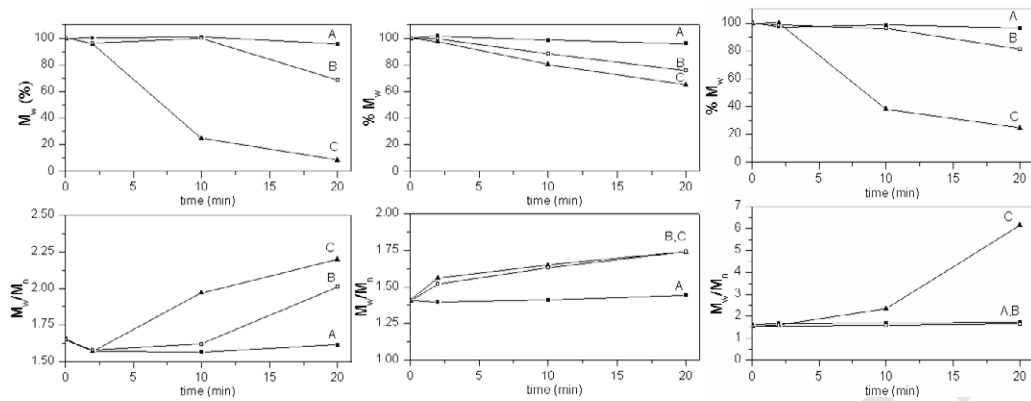 M_w (%)
100
80
60
40
20
0
A
B
C
0 5 10 15 20
time (min)
% M_w
100
80
60
40
20
0
A
B
C
0 5 10 15 20
time (min)
% M_w
100
80
60
40
20
0
A
B
C
0 5 10 15 20
time (min)
M_w/M_n
2.50
2.25
2.00
1.75
1.50
C
B
A
0 5 10 15 20
time (min)
M_w/M_n
2.00
1.75
1.50
1.25
1.00
B,C
A
0 5 10 15 20
time (min)
M_w/M_n
7
6
5
4
3
2
1
0
C
A,B
0 5 10 15 20
time (min)